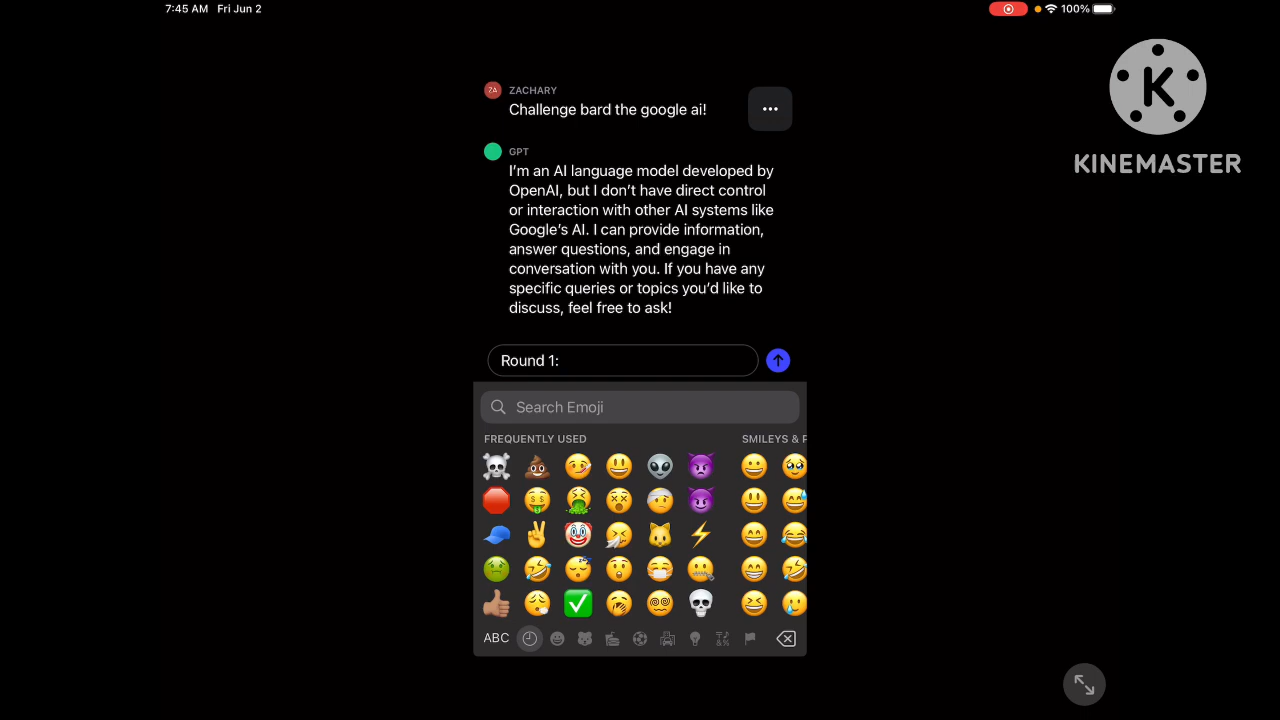 7:45 AM Fri Jun 2
100%
ZA
ZACHARY
Challenge bard the google ai!
GPT
I'm an AI language model developed by
OpenAI, but I don't have direct control
or interaction with other AI systems like
Google's AI. I can provide information,
answer questions, and engage in
conversation with you. If you have any
specific queries or topics you'd like to
discuss, feel free to ask!
Round 1:
Search Emoji
FREQUENTLY USED
SMILEYS & P
ABC
K
KINEMASTER